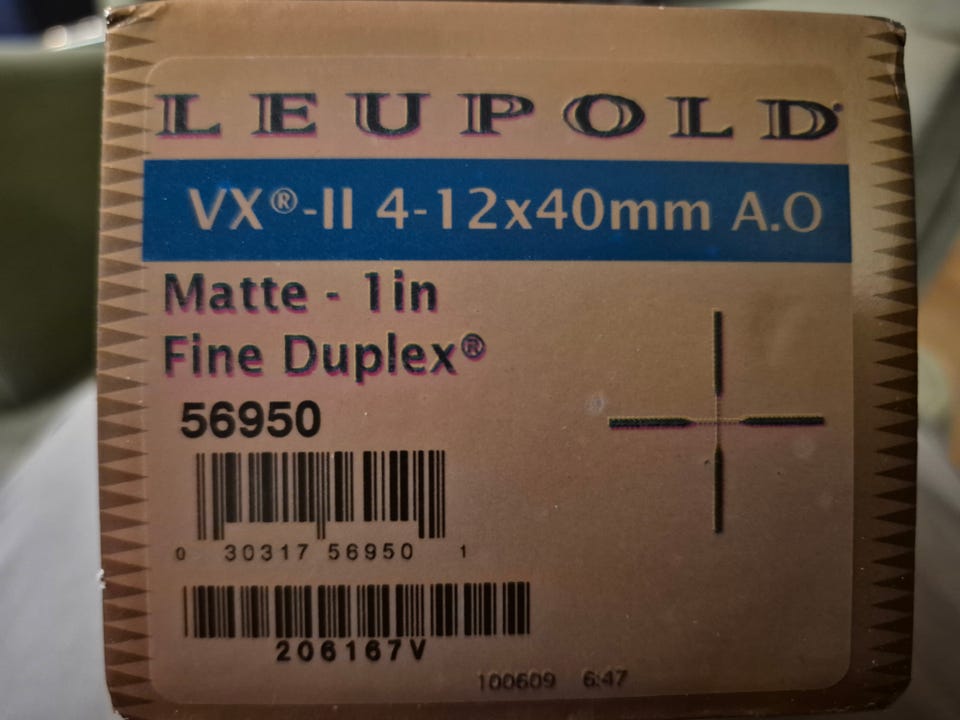 LEUPOLD
VX®-II 4-12x40mm A.O
Matte - 1in
Fine Duplex®
56950
0 30317 56950 1
206167V
100609 6:47